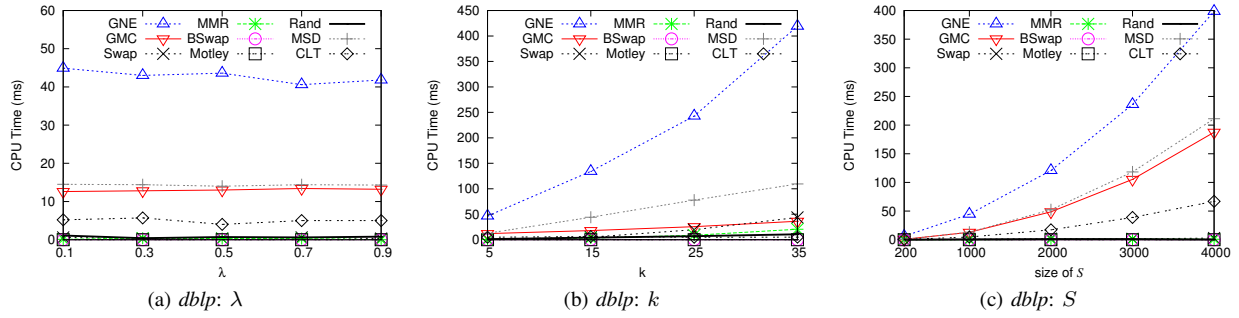 60
50
40
30
20
10
0
CPU Time (ms)
GNE MMR Rand
GMC BSwap MSD
Swap Motley CLT
0.1 0.3 0.5 0.7 0.9
λ
(a) dblp: λ
450
400
350
300
250
200
150
100
50
0
CPU Time (ms)
GNE MMR Rand
GMC BSwap MSD
Swap Motley CLT
5 15 25 35
k
(b) dblp: k
400
350
300
250
200
150
100
50
0
CPU Time (ms)
GNE MMR Rand
GMC BSwap MSD
Swap Motley CLT
200 1000 2000 3000 4000
size of S
(c) dblp: S